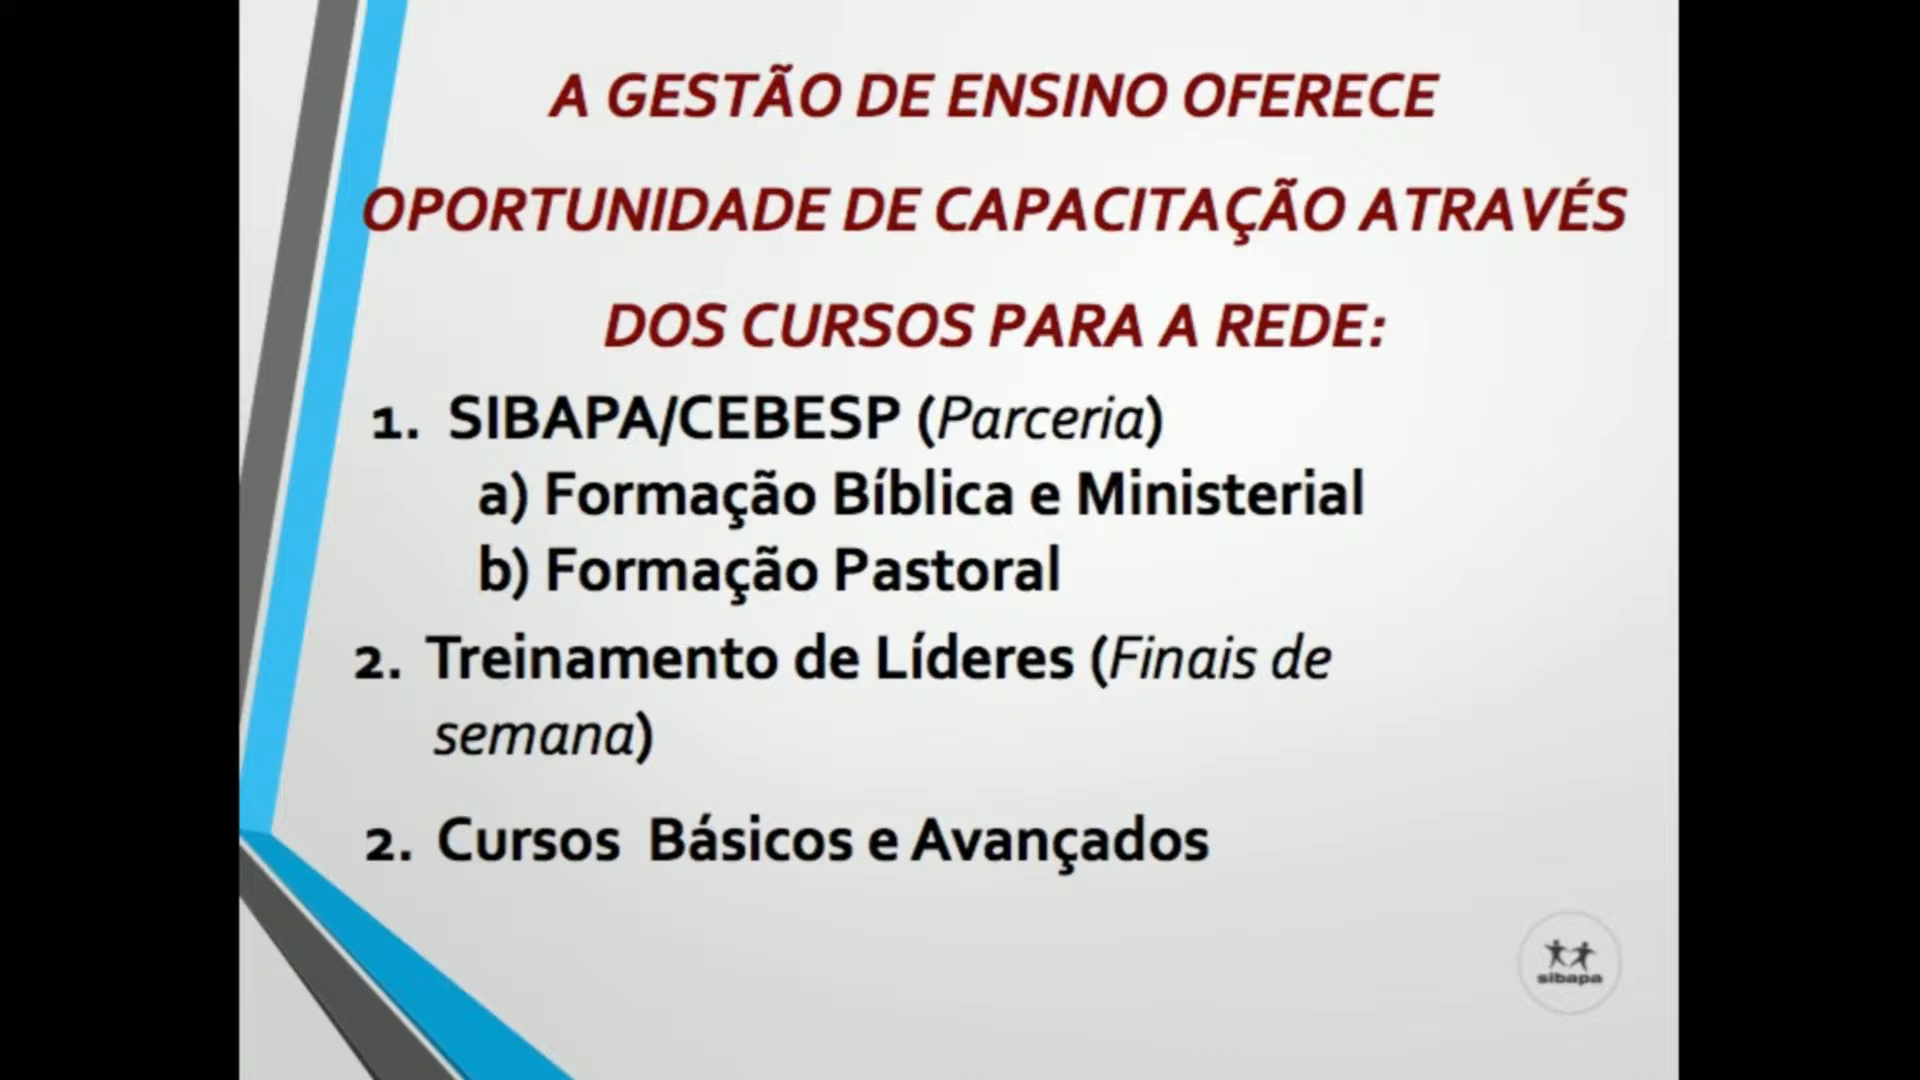 A GESTÃO DE ENSINO OFERECE
OPORTUNIDADE DE CAPACITAÇÃO ATRAVÉS
DOS CURSOS PARA A REDE:
1. SIBAPA/CEBESP (Parceria)
a) Formação Bíblica e Ministerial
b) Formação Pastoral
2. Treinamento de Líderes (Finais de
semana)
2. Cursos Básicos e Avançados
sibapa